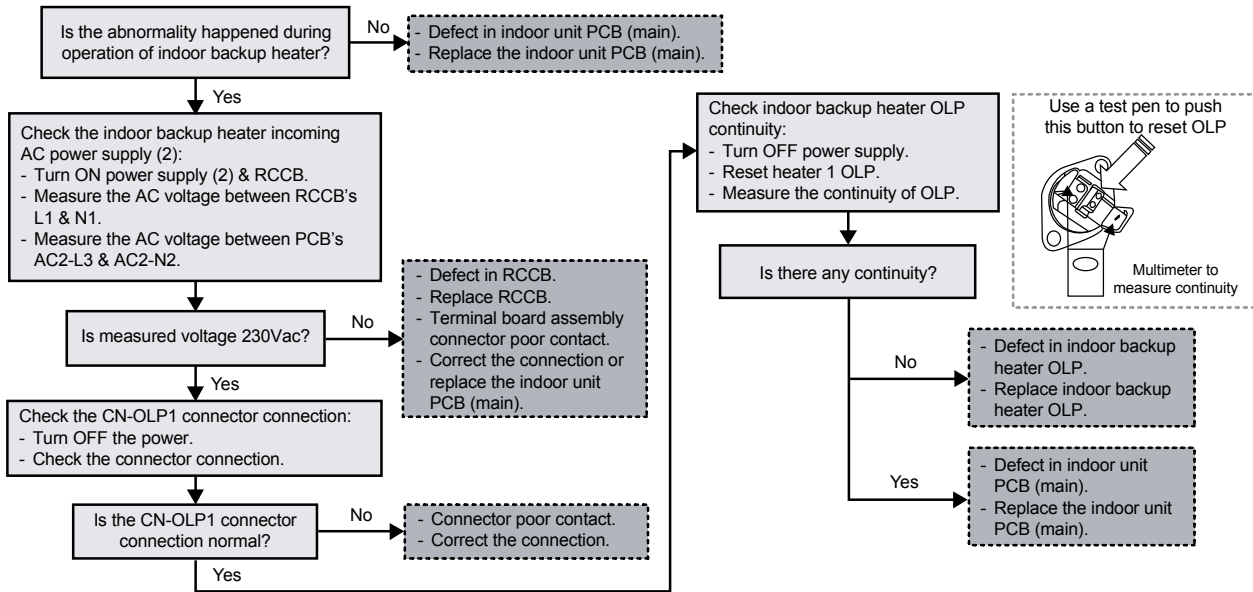 Is the abnormality happened during
operation of indoor backup heater?
No
- Defect in indoor unit PCB (main).
- Replace the indoor unit PCB (main).
Yes
Check the indoor backup heater incoming
AC power supply (2):
- Turn ON power supply (2) & RCCB.
- Measure the AC voltage between RCCB's
L1 & N1.
- Measure the AC voltage between PCB's
AC2-L3 & AC2-N2.
Is measured voltage 230Vac?
No
- Defect in RCCB.
- Replace RCCB.
- Terminal board assembly
connector poor contact.
- Correct the connection or
replace the indoor unit
PCB (main).
Yes
Check the CN-OLP1 connector connection:
- Turn OFF the power.
- Check the connector connection.
Is the CN-OLP1 connector
connection normal?
No
- Connector poor contact.
- Correct the connection.
Yes
Check indoor backup heater OLP
continuity:
- Turn OFF power supply.
- Reset heater 1 OLP.
- Measure the continuity of OLP.
Is there any continuity?
No
- Defect in indoor backup
heater OLP.
- Replace indoor backup
heater OLP.
Yes
- Defect in indoor unit
PCB (main).
- Replace the indoor unit
PCB (main).
Use a test pen to push
this button to reset OLP
Multimeter to
measure continuity